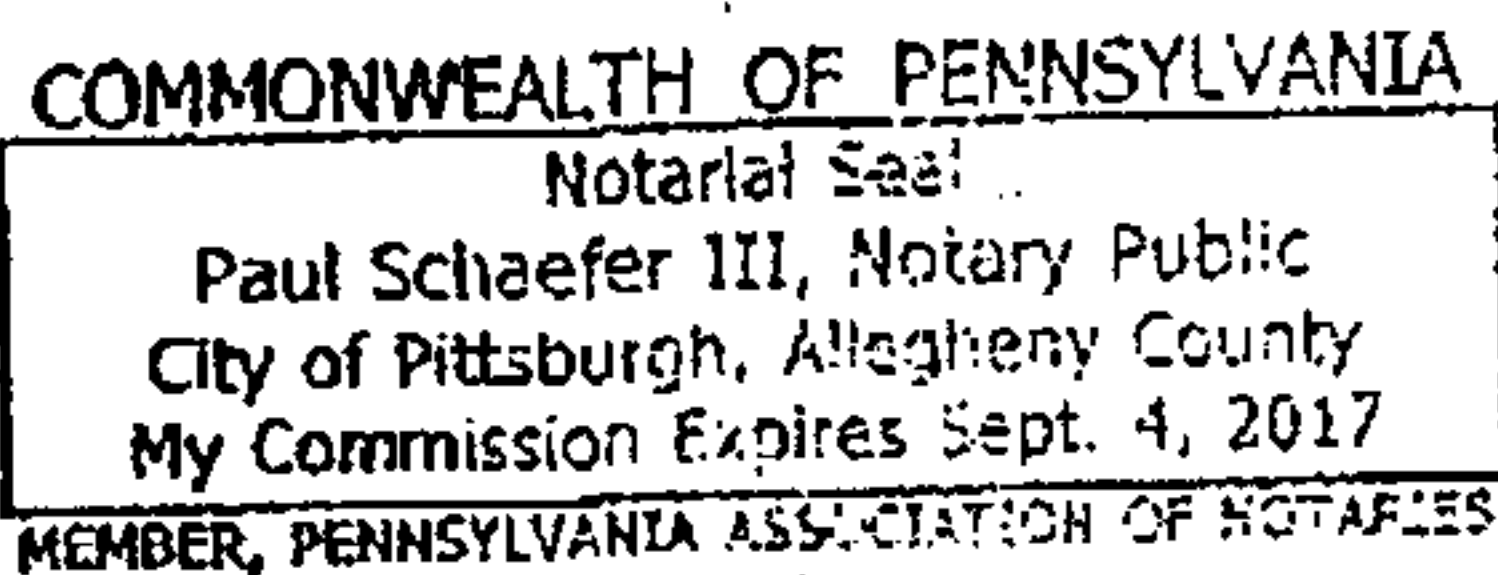 COMMONWEALTH OF PENNSYLVANIA
Notarial Seal
Paul Schaefer III, Notary Public
City of Pittsburgh, Allegheny County
My Commission Expires Sept. 4, 2017
MEMBER, PENNSYLVANIA ASSOCIATION OF NOTARIES